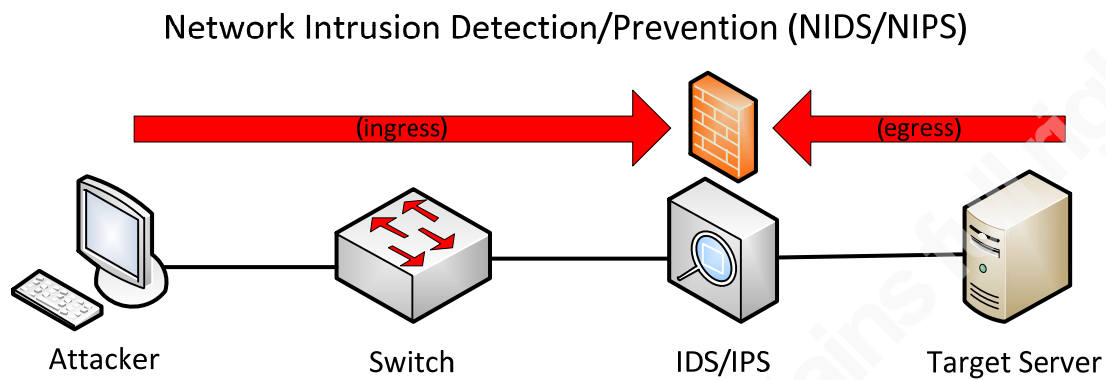 Network Intrusion Detection/Prevention (NIDS/NIPS)
(ingress)
(egress)
Attacker
Switch
IDS/IPS
Target Server